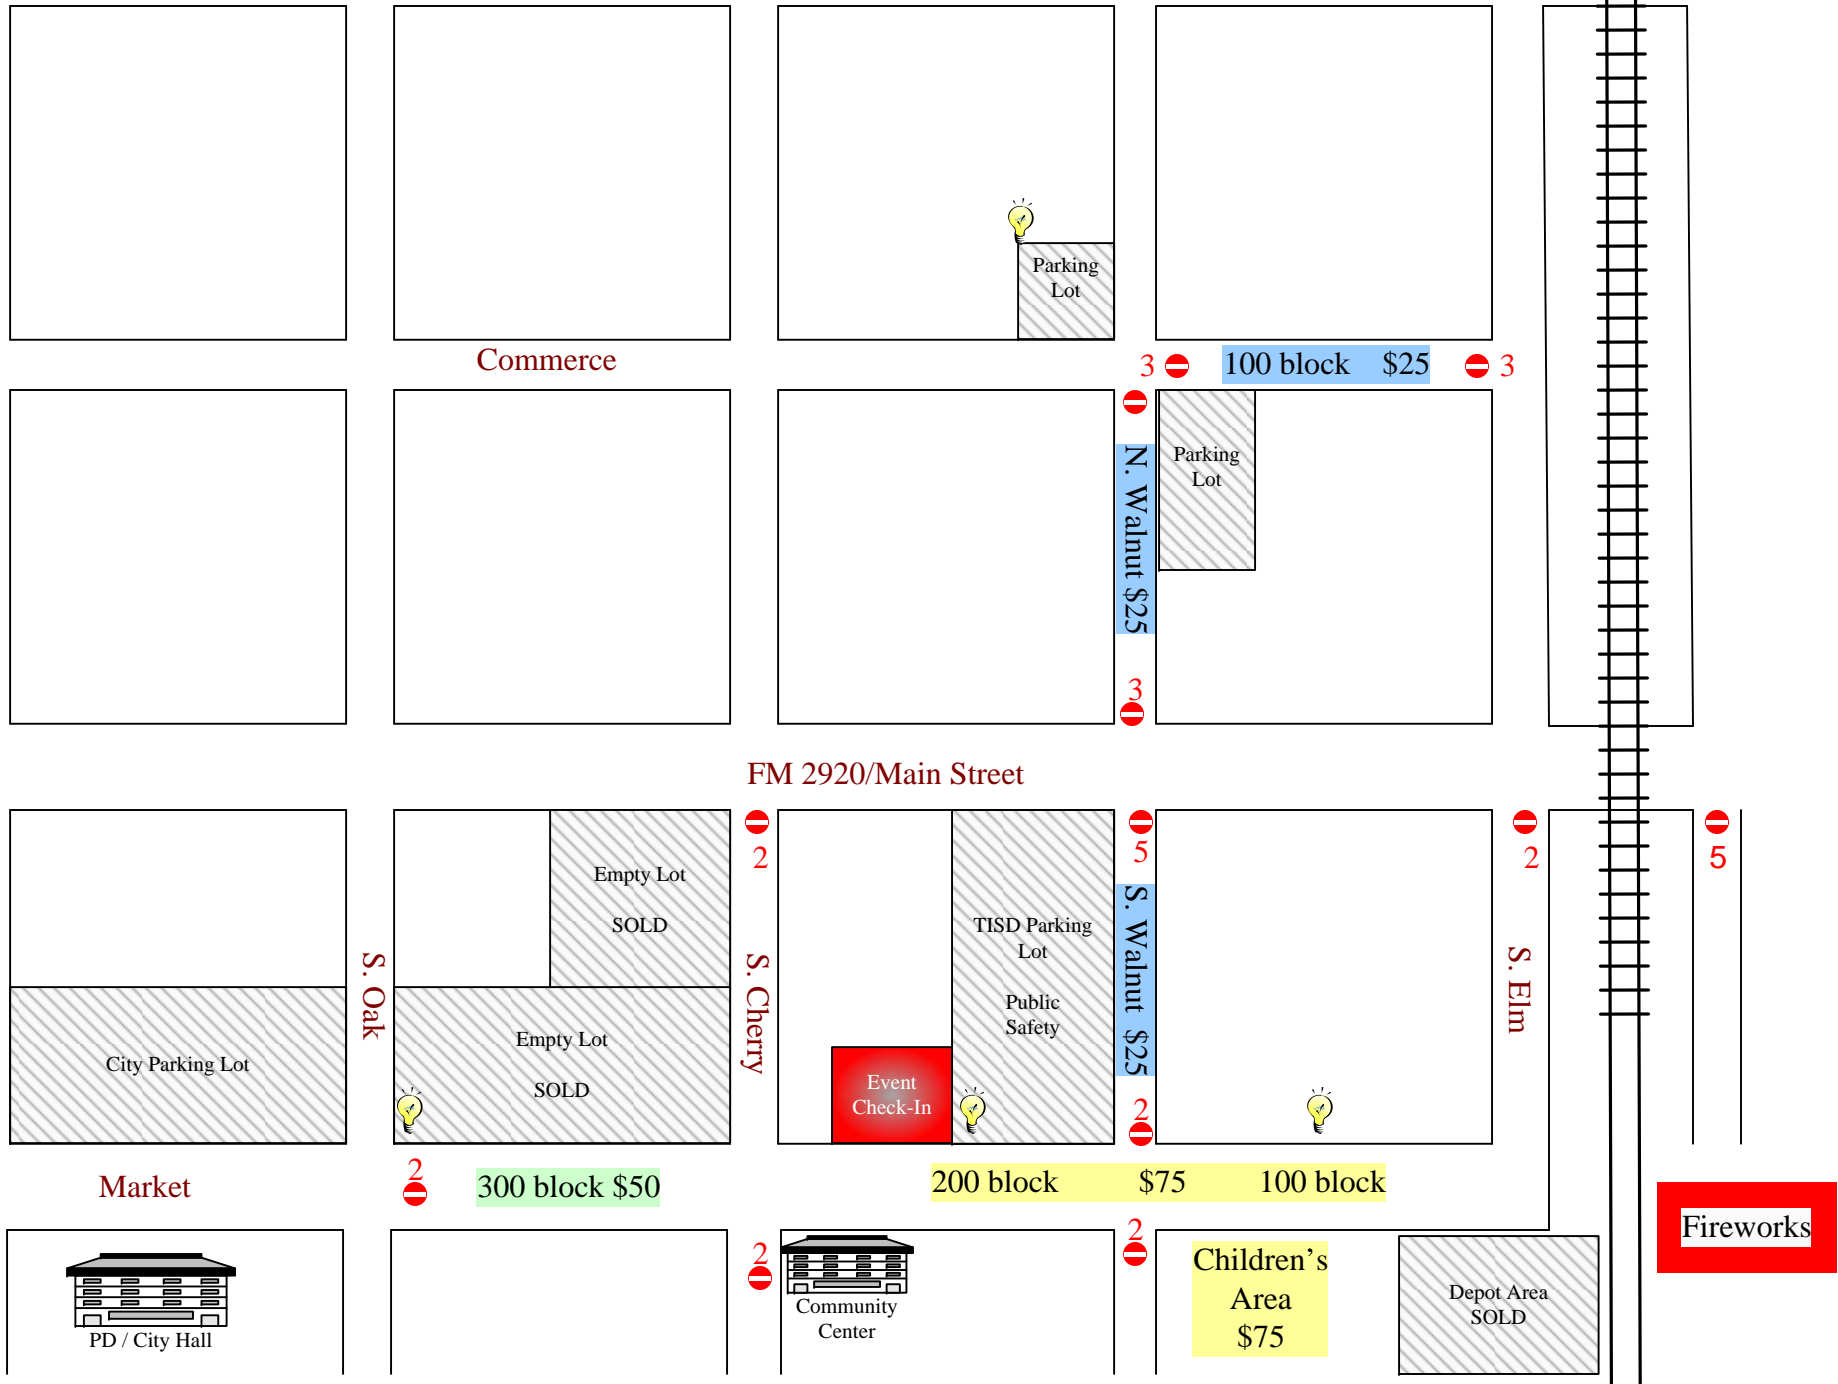 Parking
Lot
Commerce
3
100 block $25
3
N. Walnut $25
Parking
Lot
3
FM 2920/Main Street
2
5
2
5
Empty Lot
SOLD
TISD Parking
Lot
Public
Safety
S. Walnut $25
S. Oak
S. Cherry
S. Elm
City Parking Lot
Empty Lot
SOLD
Event
Check-In
2
Market
2
300 block $50
200 block $75 100 block
2
2
Fireworks
Children's
Area
$75
Depot Area
SOLD
Community
Center
PD / City Hall